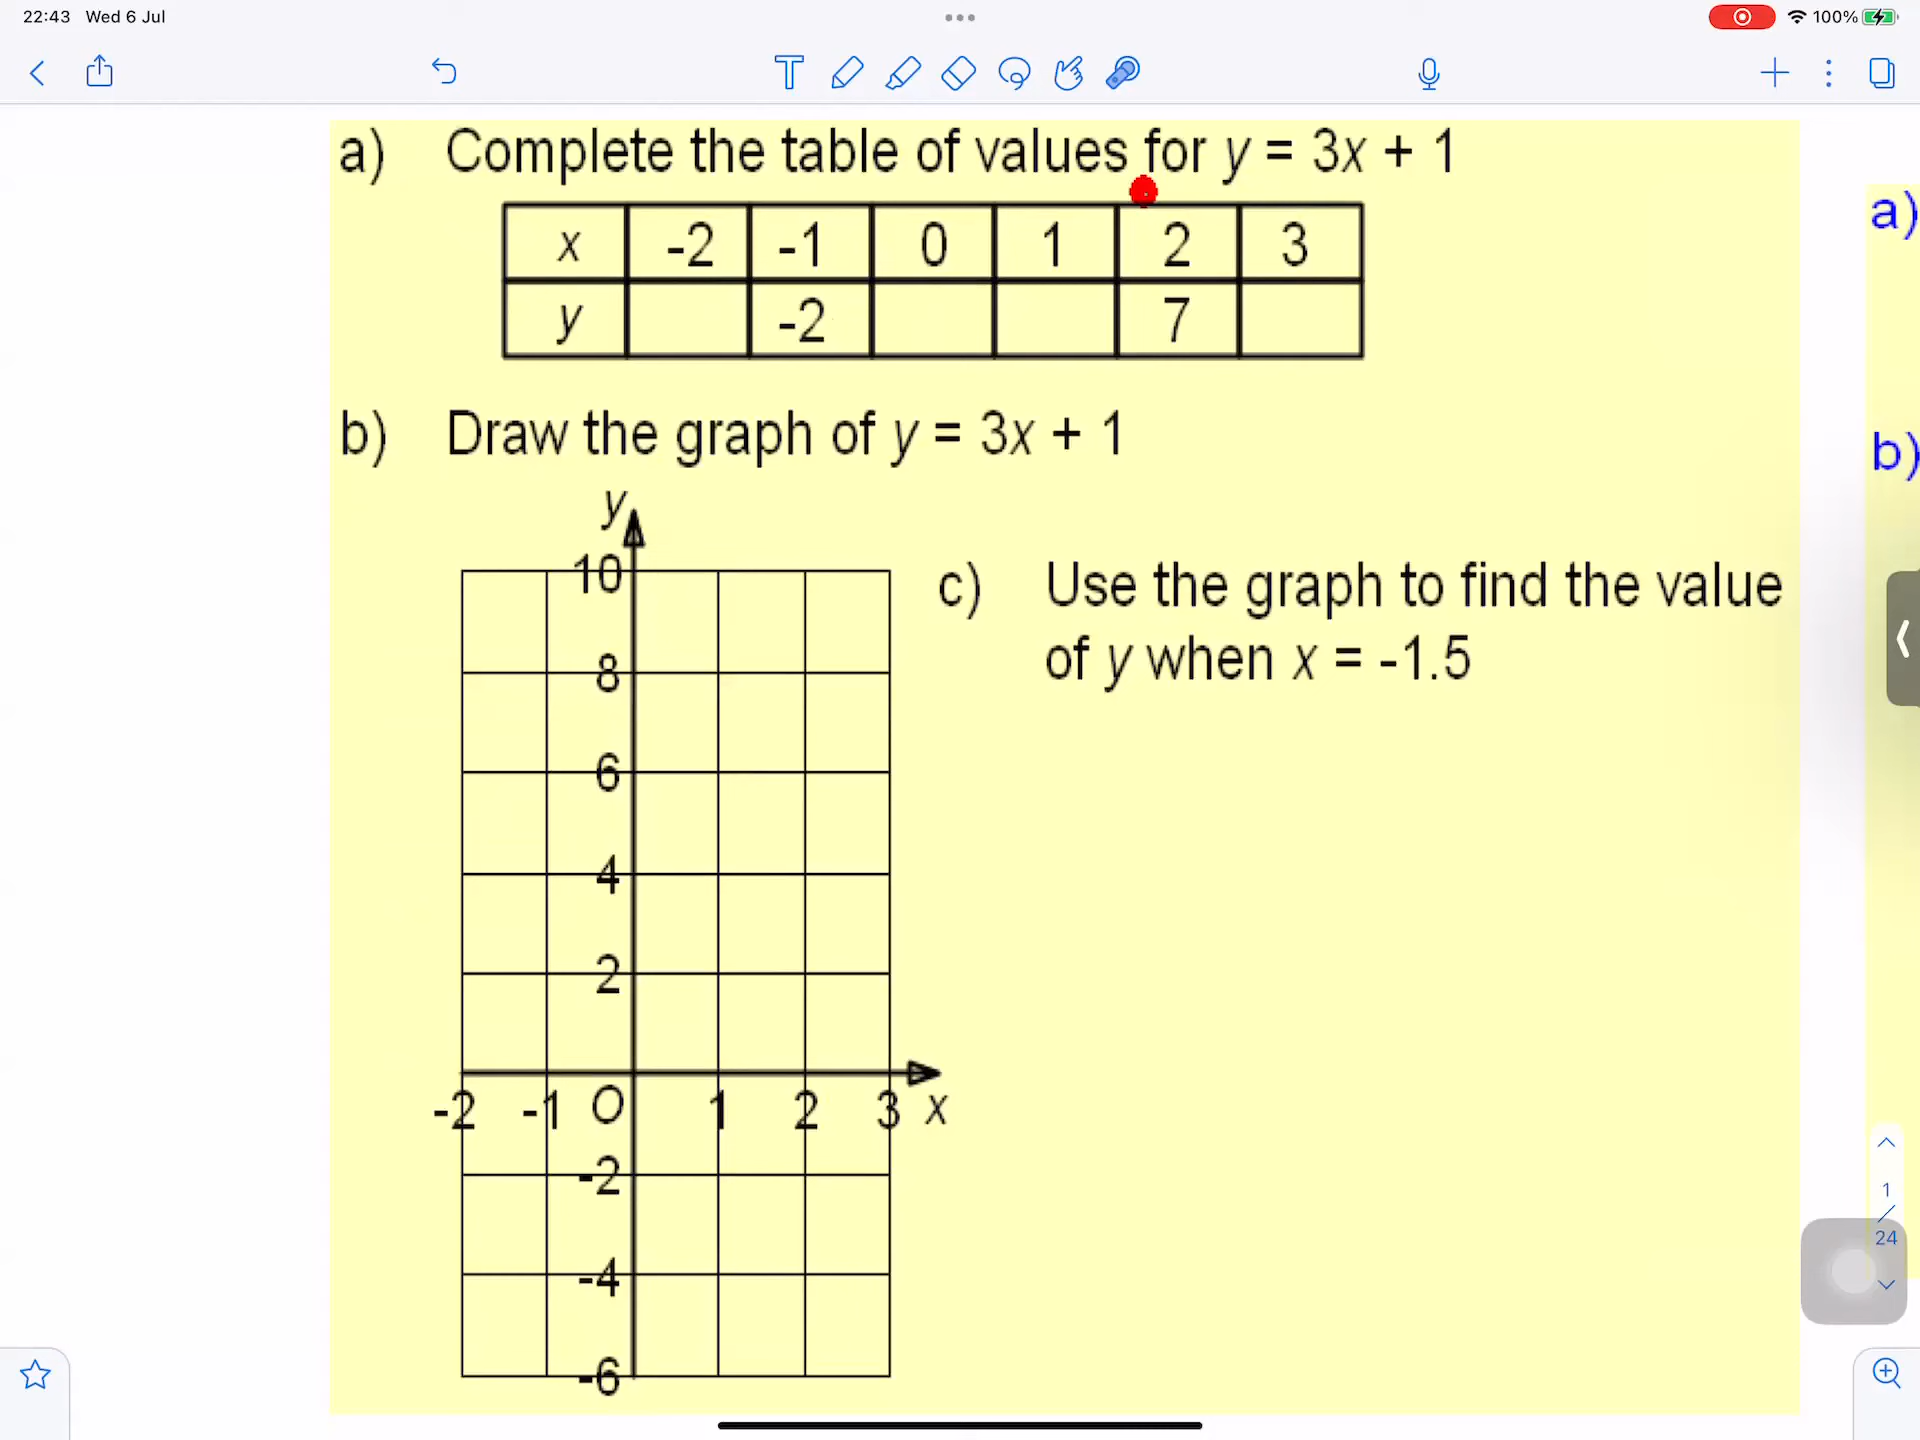 22:43 Wed 6 Jul
100%
a) Complete the table of values for y = 3x + 1
x -2 -1 0 1 2 3
y -2 7
b) Draw the graph of y = 3x + 1
y
10
8
6
4
2
-2 -1 O 1 2 3 x
-2
-4
-6
c) Use the graph to find the value
of y when x = -1.5
a)
b)
1
/
24